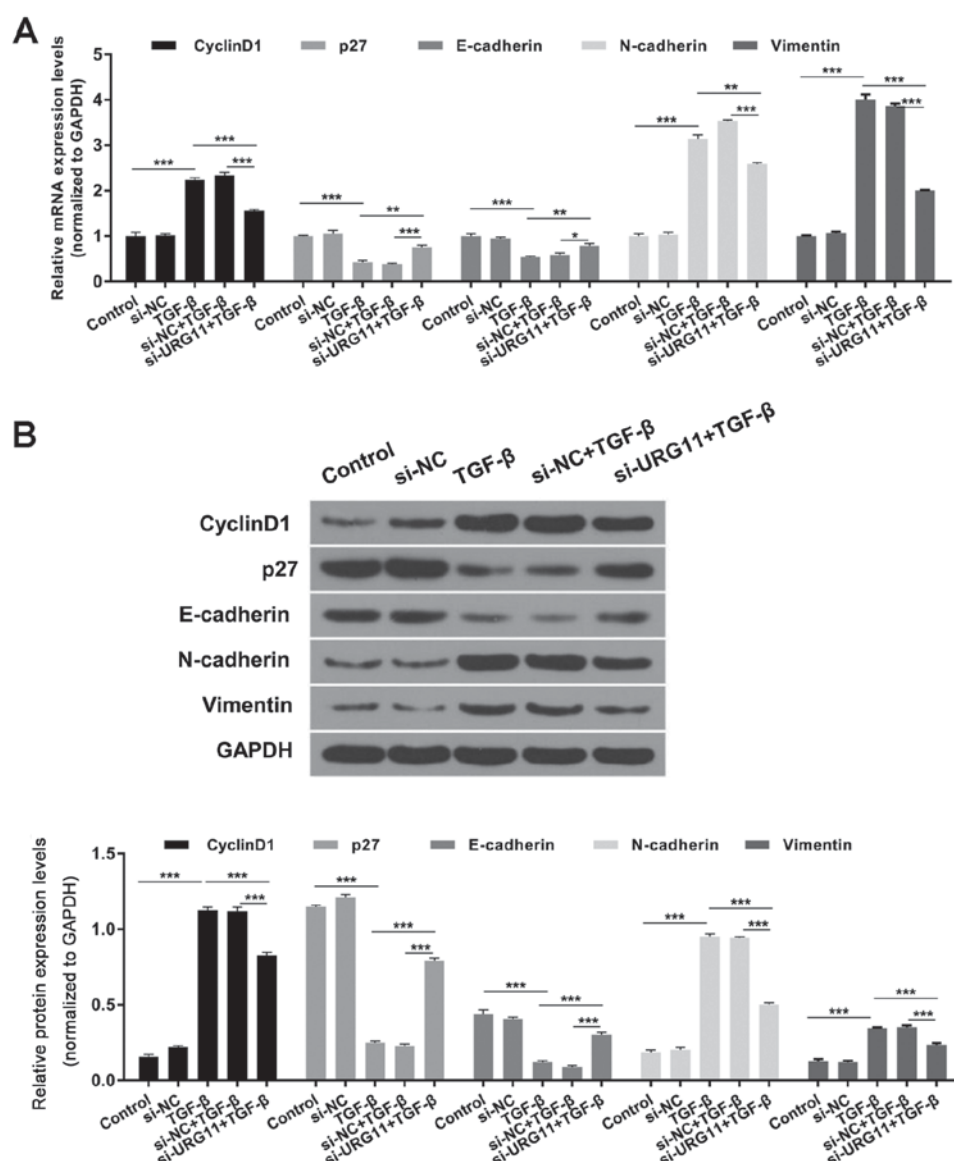 A
CyclinD1 p27 E-cadherin N-cadherin Vimentin
Relative mRNA expression levels
(normalized to GAPDH)
5
4
3
2
1
0
*** *** ***
*** ** ***
*** ** *
*** ** ***
*** *** ***
Control si-NC TGF-β si-NC+TGF-β si-URG11+TGF-β
Control si-NC TGF-β si-NC+TGF-β si-URG11+TGF-β
Control si-NC TGF-β si-NC+TGF-β si-URG11+TGF-β
Control si-NC TGF-β si-NC+TGF-β si-URG11+TGF-β
Control si-NC TGF-β si-NC+TGF-β si-URG11+TGF-β
B
Control si-NC TGF-β si-NC+TGF-β si-URG11+TGF-β
CyclinD1
p27
E-cadherin
N-cadherin
Vimentin
GAPDH
CyclinD1 p27 E-cadherin N-cadherin Vimentin
Relative protein expression levels
(normalized to GAPDH)
1.5
1.0
0.5
0.0
*** *** ***
*** *** ***
*** *** ***
*** *** ***
*** *** ***
Control si-NC TGF-β si-NC+TGF-β si-URG11+TGF-β
Control si-NC TGF-β si-NC+TGF-β si-URG11+TGF-β
Control si-NC TGF-β si-NC+TGF-β si-URG11+TGF-β
Control si-NC TGF-β si-NC+TGF-β si-URG11+TGF-β
Control si-NC TGF-β si-NC+TGF-β si-URG11+TGF-β